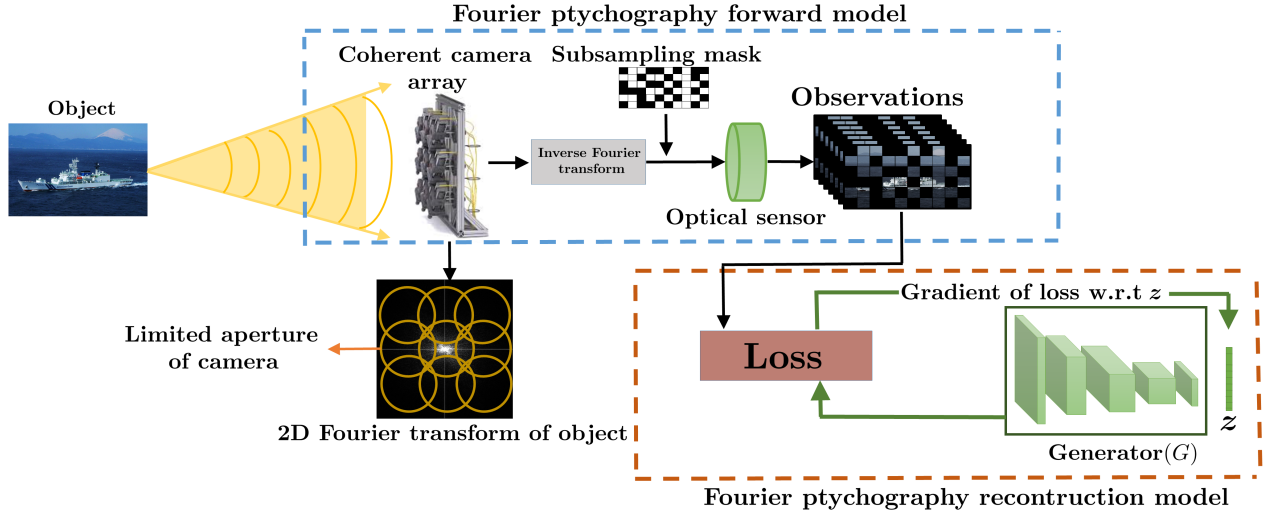 Fourier ptychography forward model
Coherent camera
array
Subsampling mask
Object
Observations
Inverse Fourier
transform
Optical sensor
Gradient of loss w.r.t z
Limited aperture
of camera
Loss
z
2D Fourier transform of object
Generator(G)
Fourier ptychography recontruction model